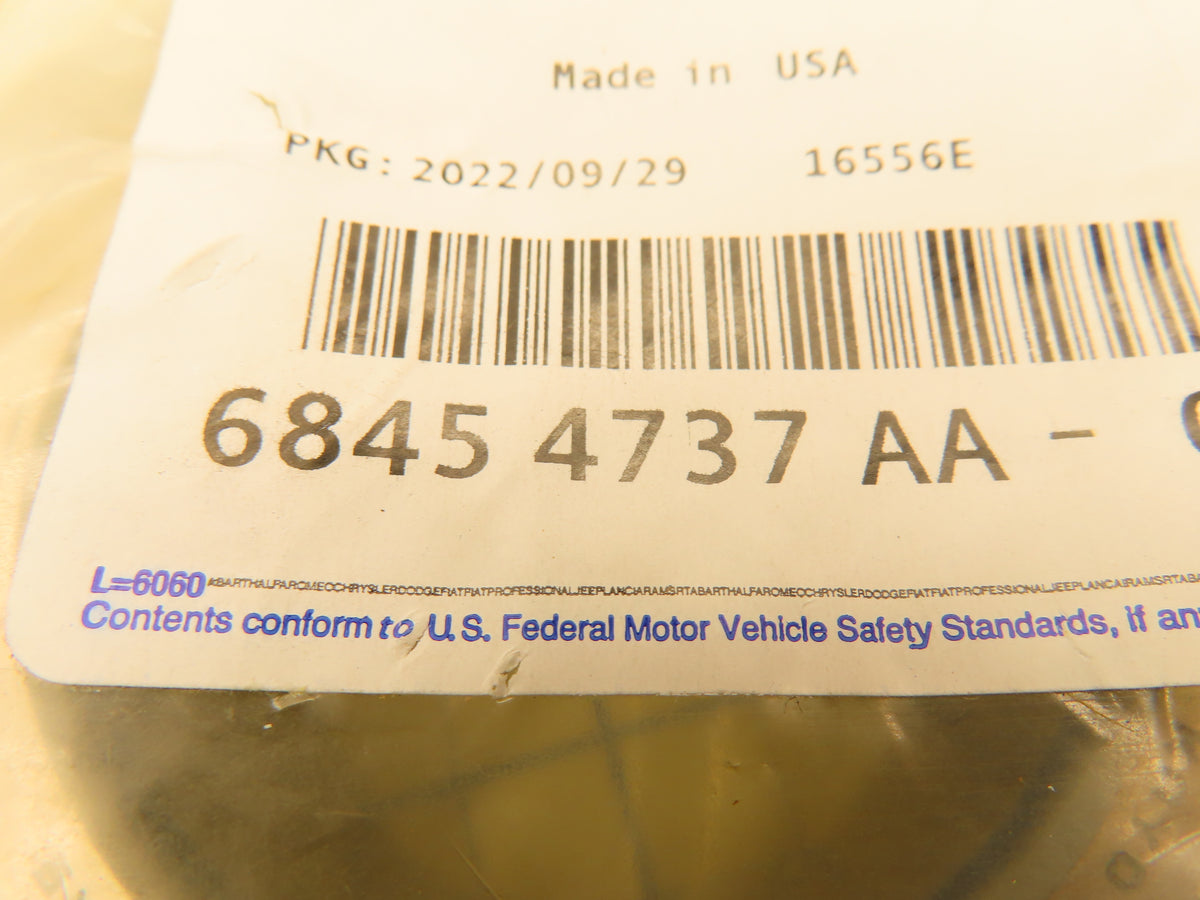 Made in USA
PKG: 2022/09/29 16556E
6845 4737 AA -
L=6060 ABARTHALFAROMEOCHRYSLERDODGEFIATFIATPROFESSIONALJEEPLANCIARAMSRTABARTHALFAROMEOCHRYSLERDODGEFIATFIATPROFESSIONALJEEPLANCIARAMSRTABA
Contents conform to U.S. Federal Motor Vehicle Safety Standards, if